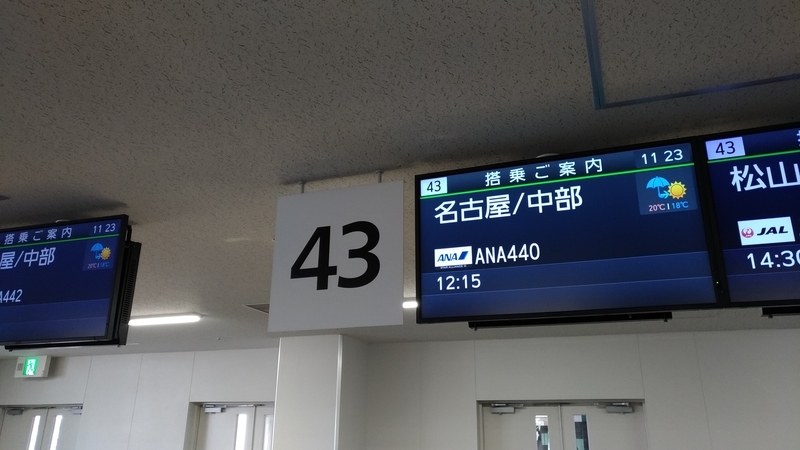 搭乗ご案内 11 23
屋/中部
20℃ | 18℃
442
43
43 搭乗ご案内 11 23
名古屋/中部
20℃ | 18℃
ANA ANA440
12:15
43
松山
JAL
14:30